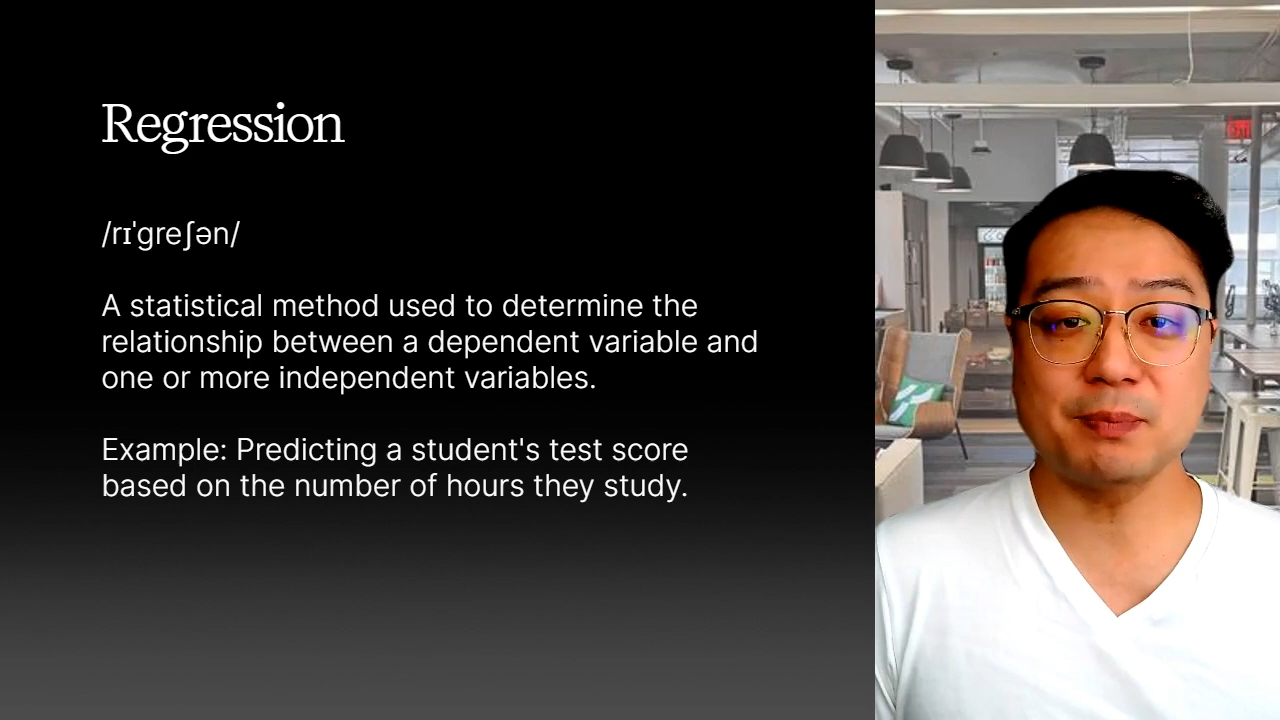 Regression
/rɪˈɡreʃən/
A statistical method used to determine the
relationship between a dependent variable and
one or more independent variables.
Example: Predicting a student's test score
based on the number of hours they study.